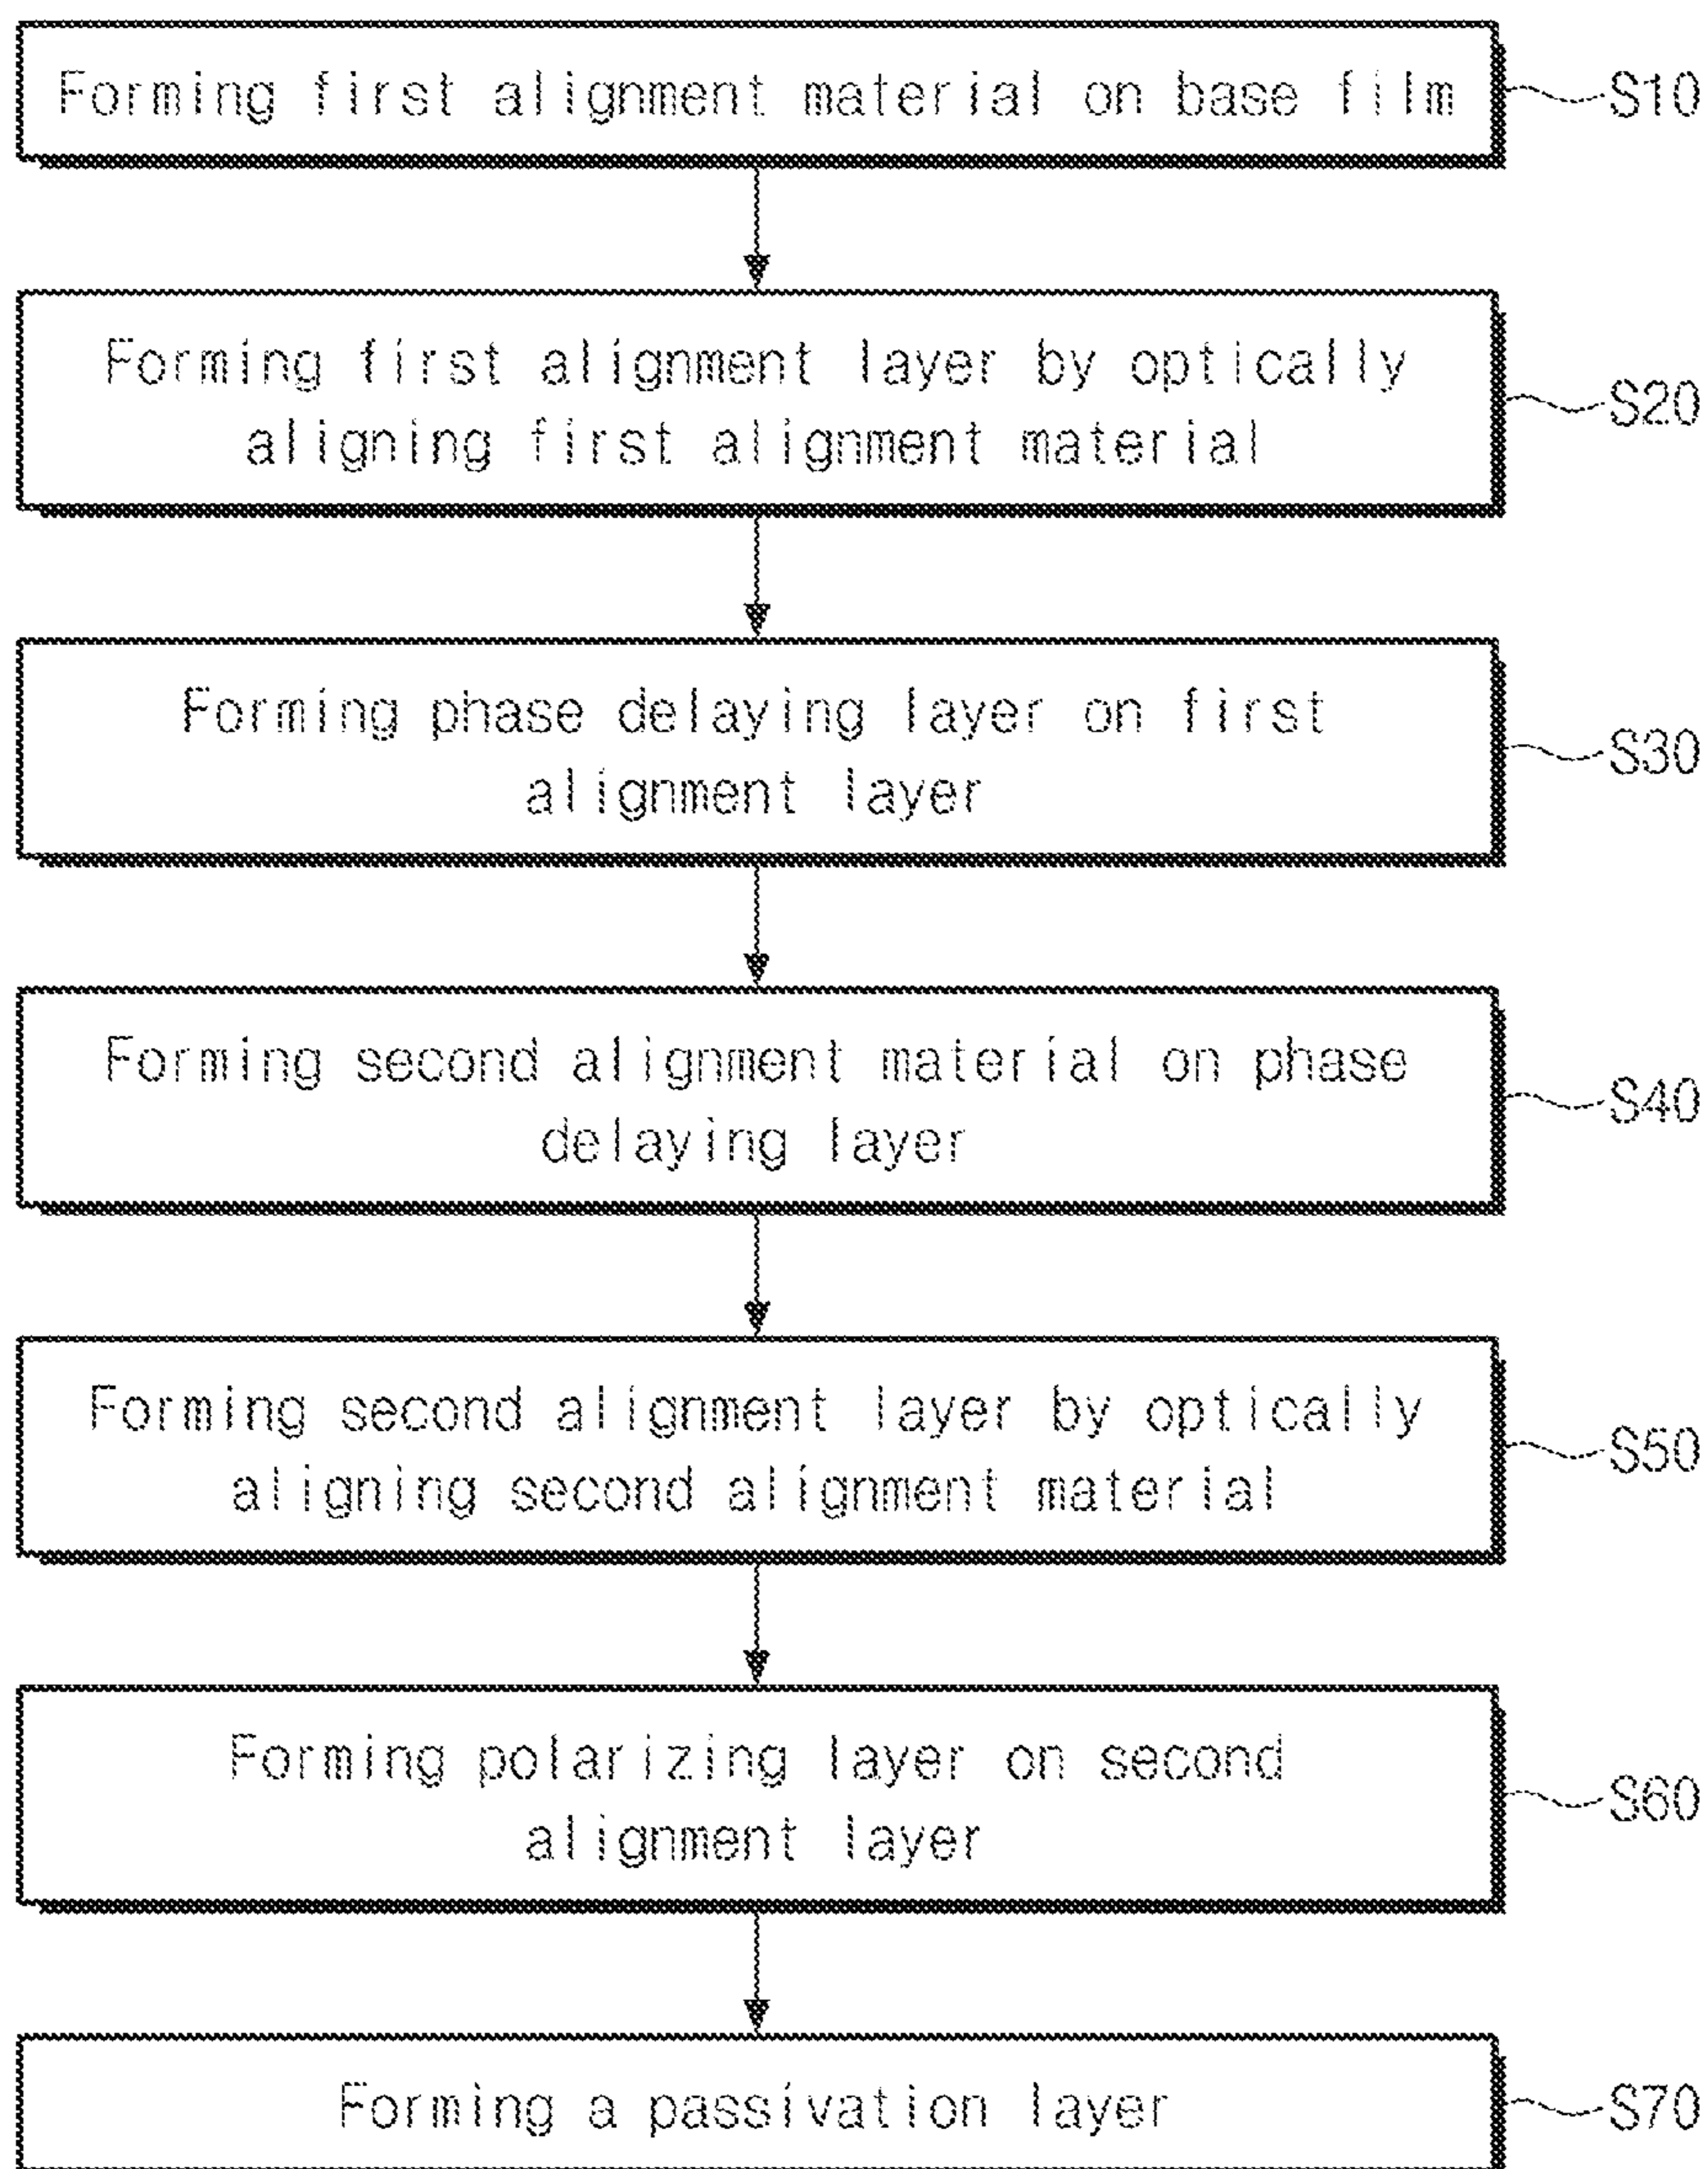 Forming first alignment material on base film
S10
Forming first alignment layer by optically
aligning first alignment material
S20
Forming phase delaying layer on first
alignment layer
S30
Forming second alignment material on phase
delaying layer
S40
Forming second alignment layer by optically
aligning second alignment material
S50
Forming polarizing layer on second
alignment layer
S60
Forming a passivation layer
S70